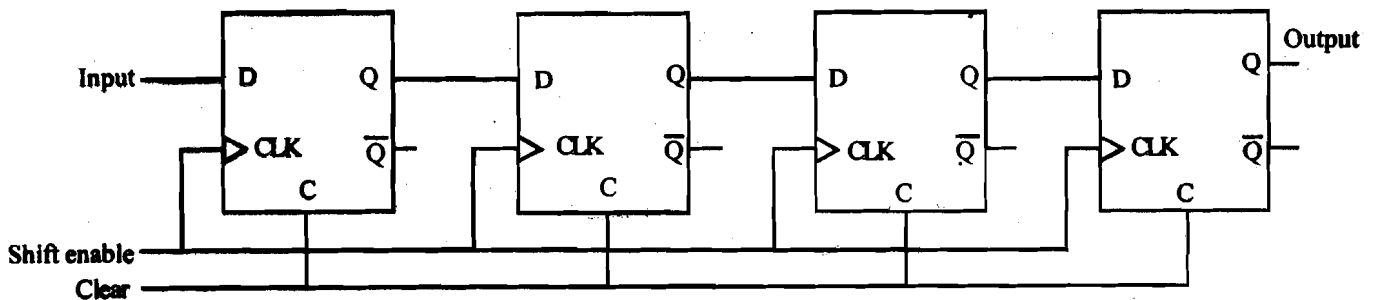 Output
Input
D Q
D Q
D Q
D Q
CLK Q̅
CLK Q̅
CLK Q̅
CLK Q̅
C
C
C
C
Shift enable
Clear